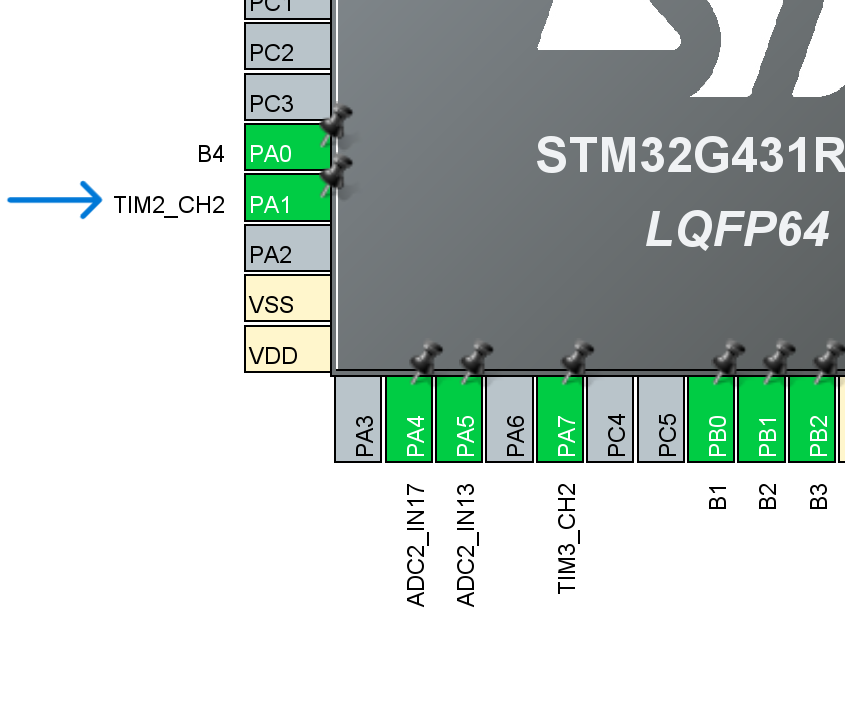 PC1
PC2
PC3
B4 PA0
TIM2_CH2 PA1
PA2
VSS
VDD
STM32G431R
LQFP64
PA3
PA4
PA5
PA6
PA7
PC4
PC5
PB0
PB1
PB2
ADC2_IN17
ADC2_IN13
TIM3_CH2
B1
B2
B3